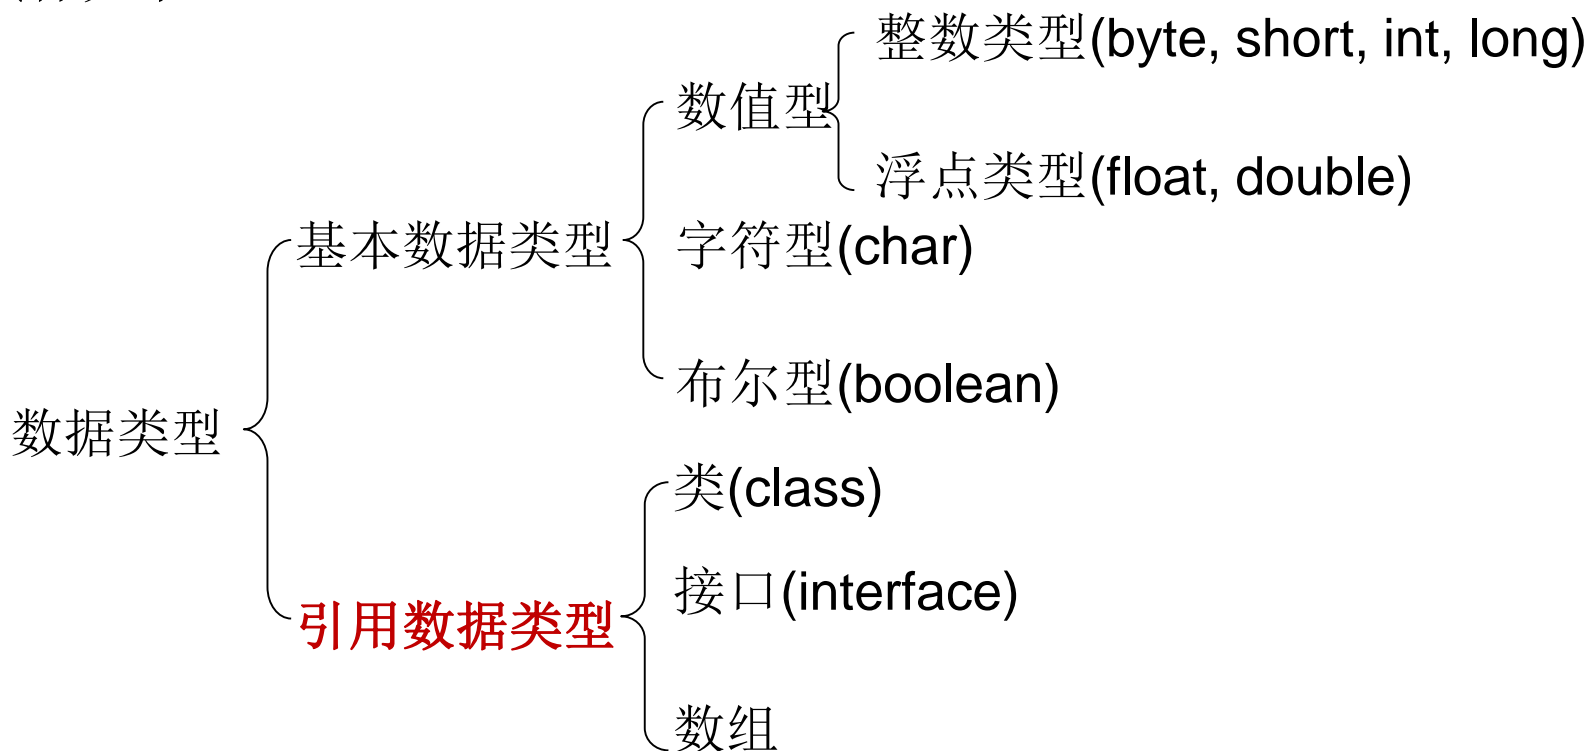 整数类型(byte, short, int, long)
数值型
浮点类型(float, double)
基本数据类型
字符型(char)
布尔型(boolean)
数据类型
类(class)
接口(interface)
引用数据类型
数组